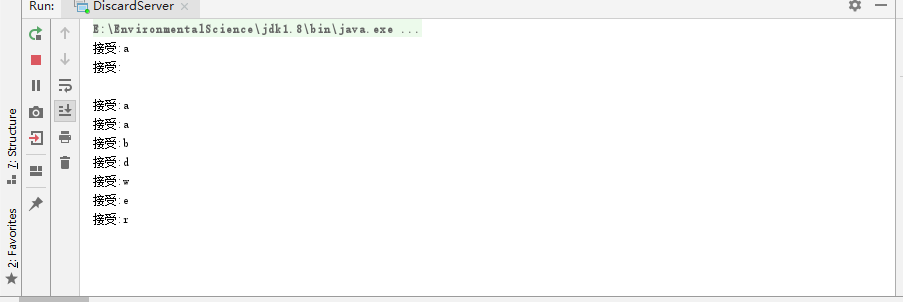 Run: DiscardServer
E:\EnvironmentalScience\jdk1.8\bin\java.exe ...
接受:a
接受:
接受:a
接受:a
接受:b
接受:d
接受:w
接受:e
接受:r
7: Structure
2: Favorites